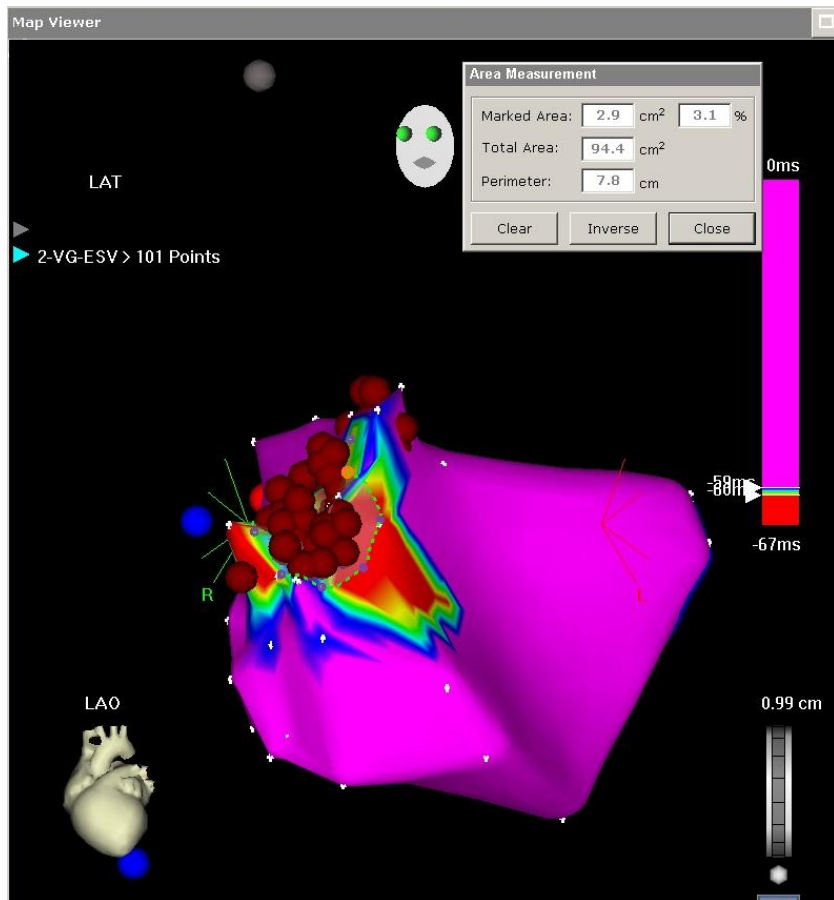 Map Viewer
Area Measurement
Marked Area: 2.9 cm² 3.1 %
Total Area: 94.4 cm²
Perimeter: 7.8 cm
Clear Inverse Close
0ms
LAT
2-VG-ESV > 101 Points
-67ms
R
L
LAO
0.99 cm